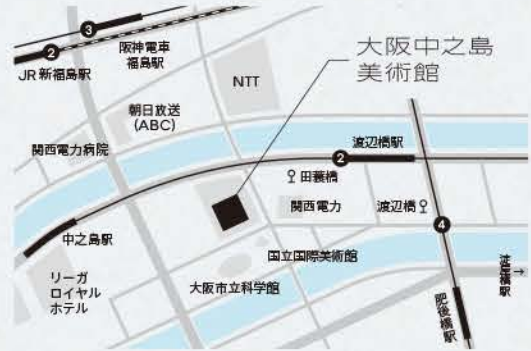 3
2
阪神電車
福島駅
JR 新福島駅
NTT
大阪中之島
美術館
朝日放送
(ABC)
関西電力病院
渡辺橋駅
2
田蓑橋
関西電力
渡辺橋
4
中之島駅
国立国際美術館
大阪市立科学館
リーガ
ロイヤル
ホテル
淀屋橋駅
→
肥後橋駅